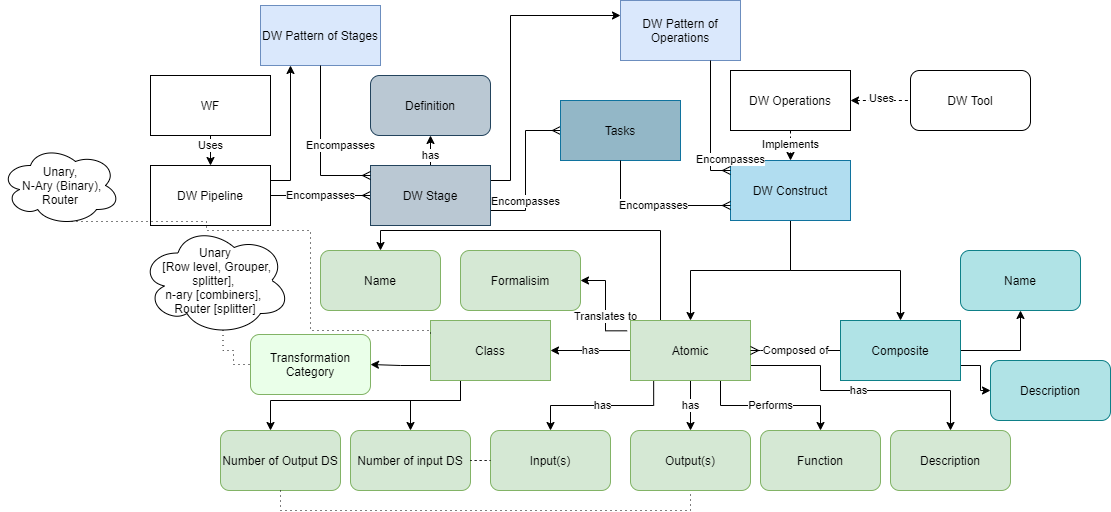 DW Pattern of Stages
DW Pattern of
Operations
WF
Definition
Tasks
DW Operations
Uses
DW Tool
Uses
Encompasses
has
Implements
Encompasses
Unary,
N-Ary (Binary),
Router
DW Pipeline
Encompasses
DW Stage
Encompasses
Encompasses
DW Construct
Unary
[Row level, Grouper,
splitter],
n-ary [combiners],
Router [splitter]
Name
Formalisim
Name
Translates to
Transformation
Category
Class
has
Atomic
Composed of
Composite
Description
has
has
has
Performs
Number of Output DS
Number of input DS
Input(s)
Output(s)
Function
Description